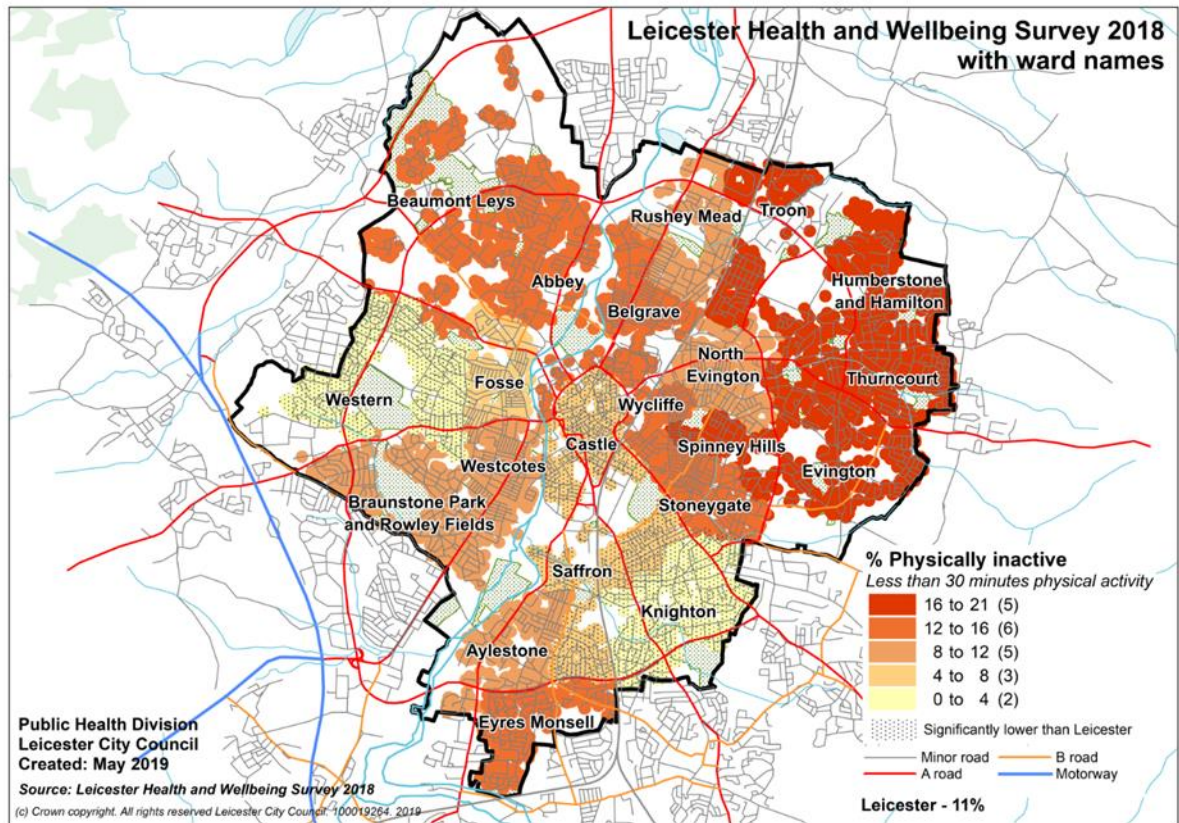 Leicester Health and Wellbeing Survey 2018
with ward names
Beaumont Leys
Rushey Mead
Troon
Abbey
Humberstone
and Hamilton
Belgrave
North
Evington
Fosse
Thurncourt
Western
Wycliffe
Castle
Spinney Hills
Westcotes
Evington
Braunstone Park
and Rowley Fields
Stoneygate
Saffron
Knighton
Aylestone
Eyres Monsell
% Physically inactive
Less than 30 minutes physical activity
16 to 21 (5)
12 to 16 (6)
8 to 12 (5)
4 to 8 (3)
0 to 4 (2)
Significantly lower than Leicester
Minor road
B road
A road
Motorway
Leicester - 11%
Public Health Division
Leicester City Council
Created: May 2019
Source: Leicester Health and Wellbeing Survey 2018
(c) Crown copyright. All rights reserved Leicester City Council. 100019264. 2019